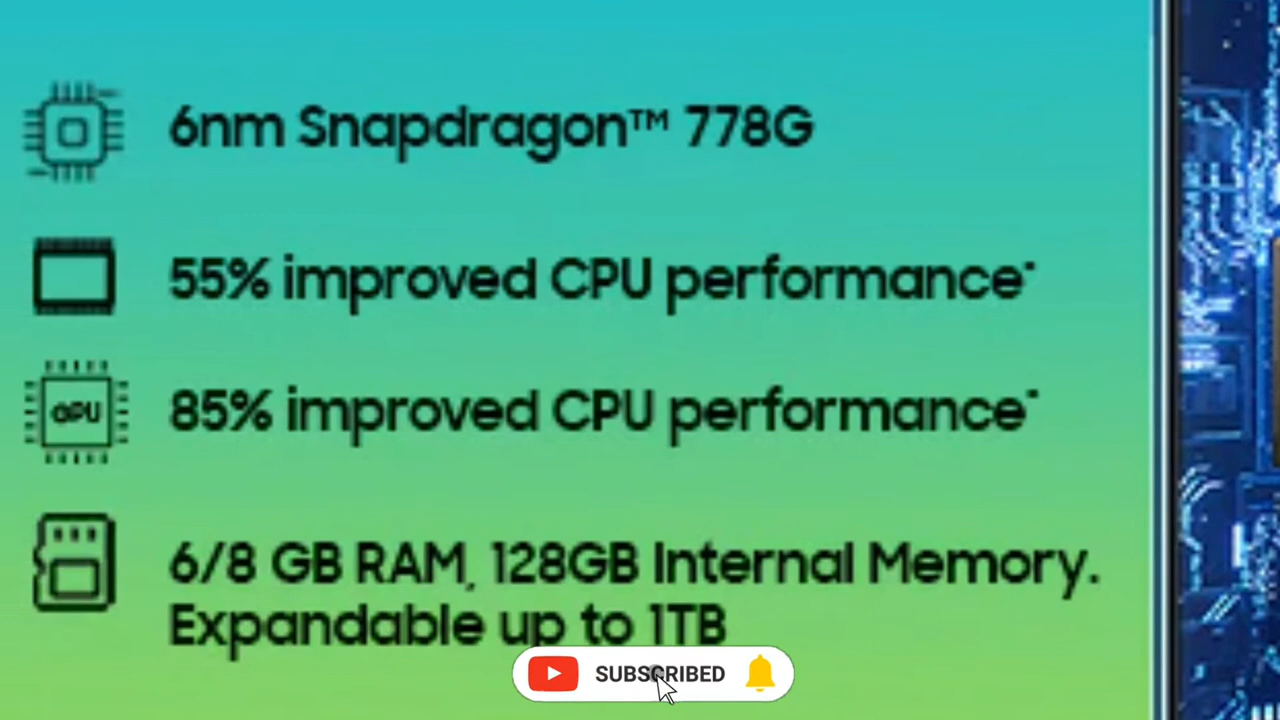 6nm Snapdragon™ 778G
55% improved CPU performance*
GPU
85% improved CPU performance*
6/8 GB RAM, 128GB Internal Memory.
Expandable up to 1TB
SUBSCRIBED